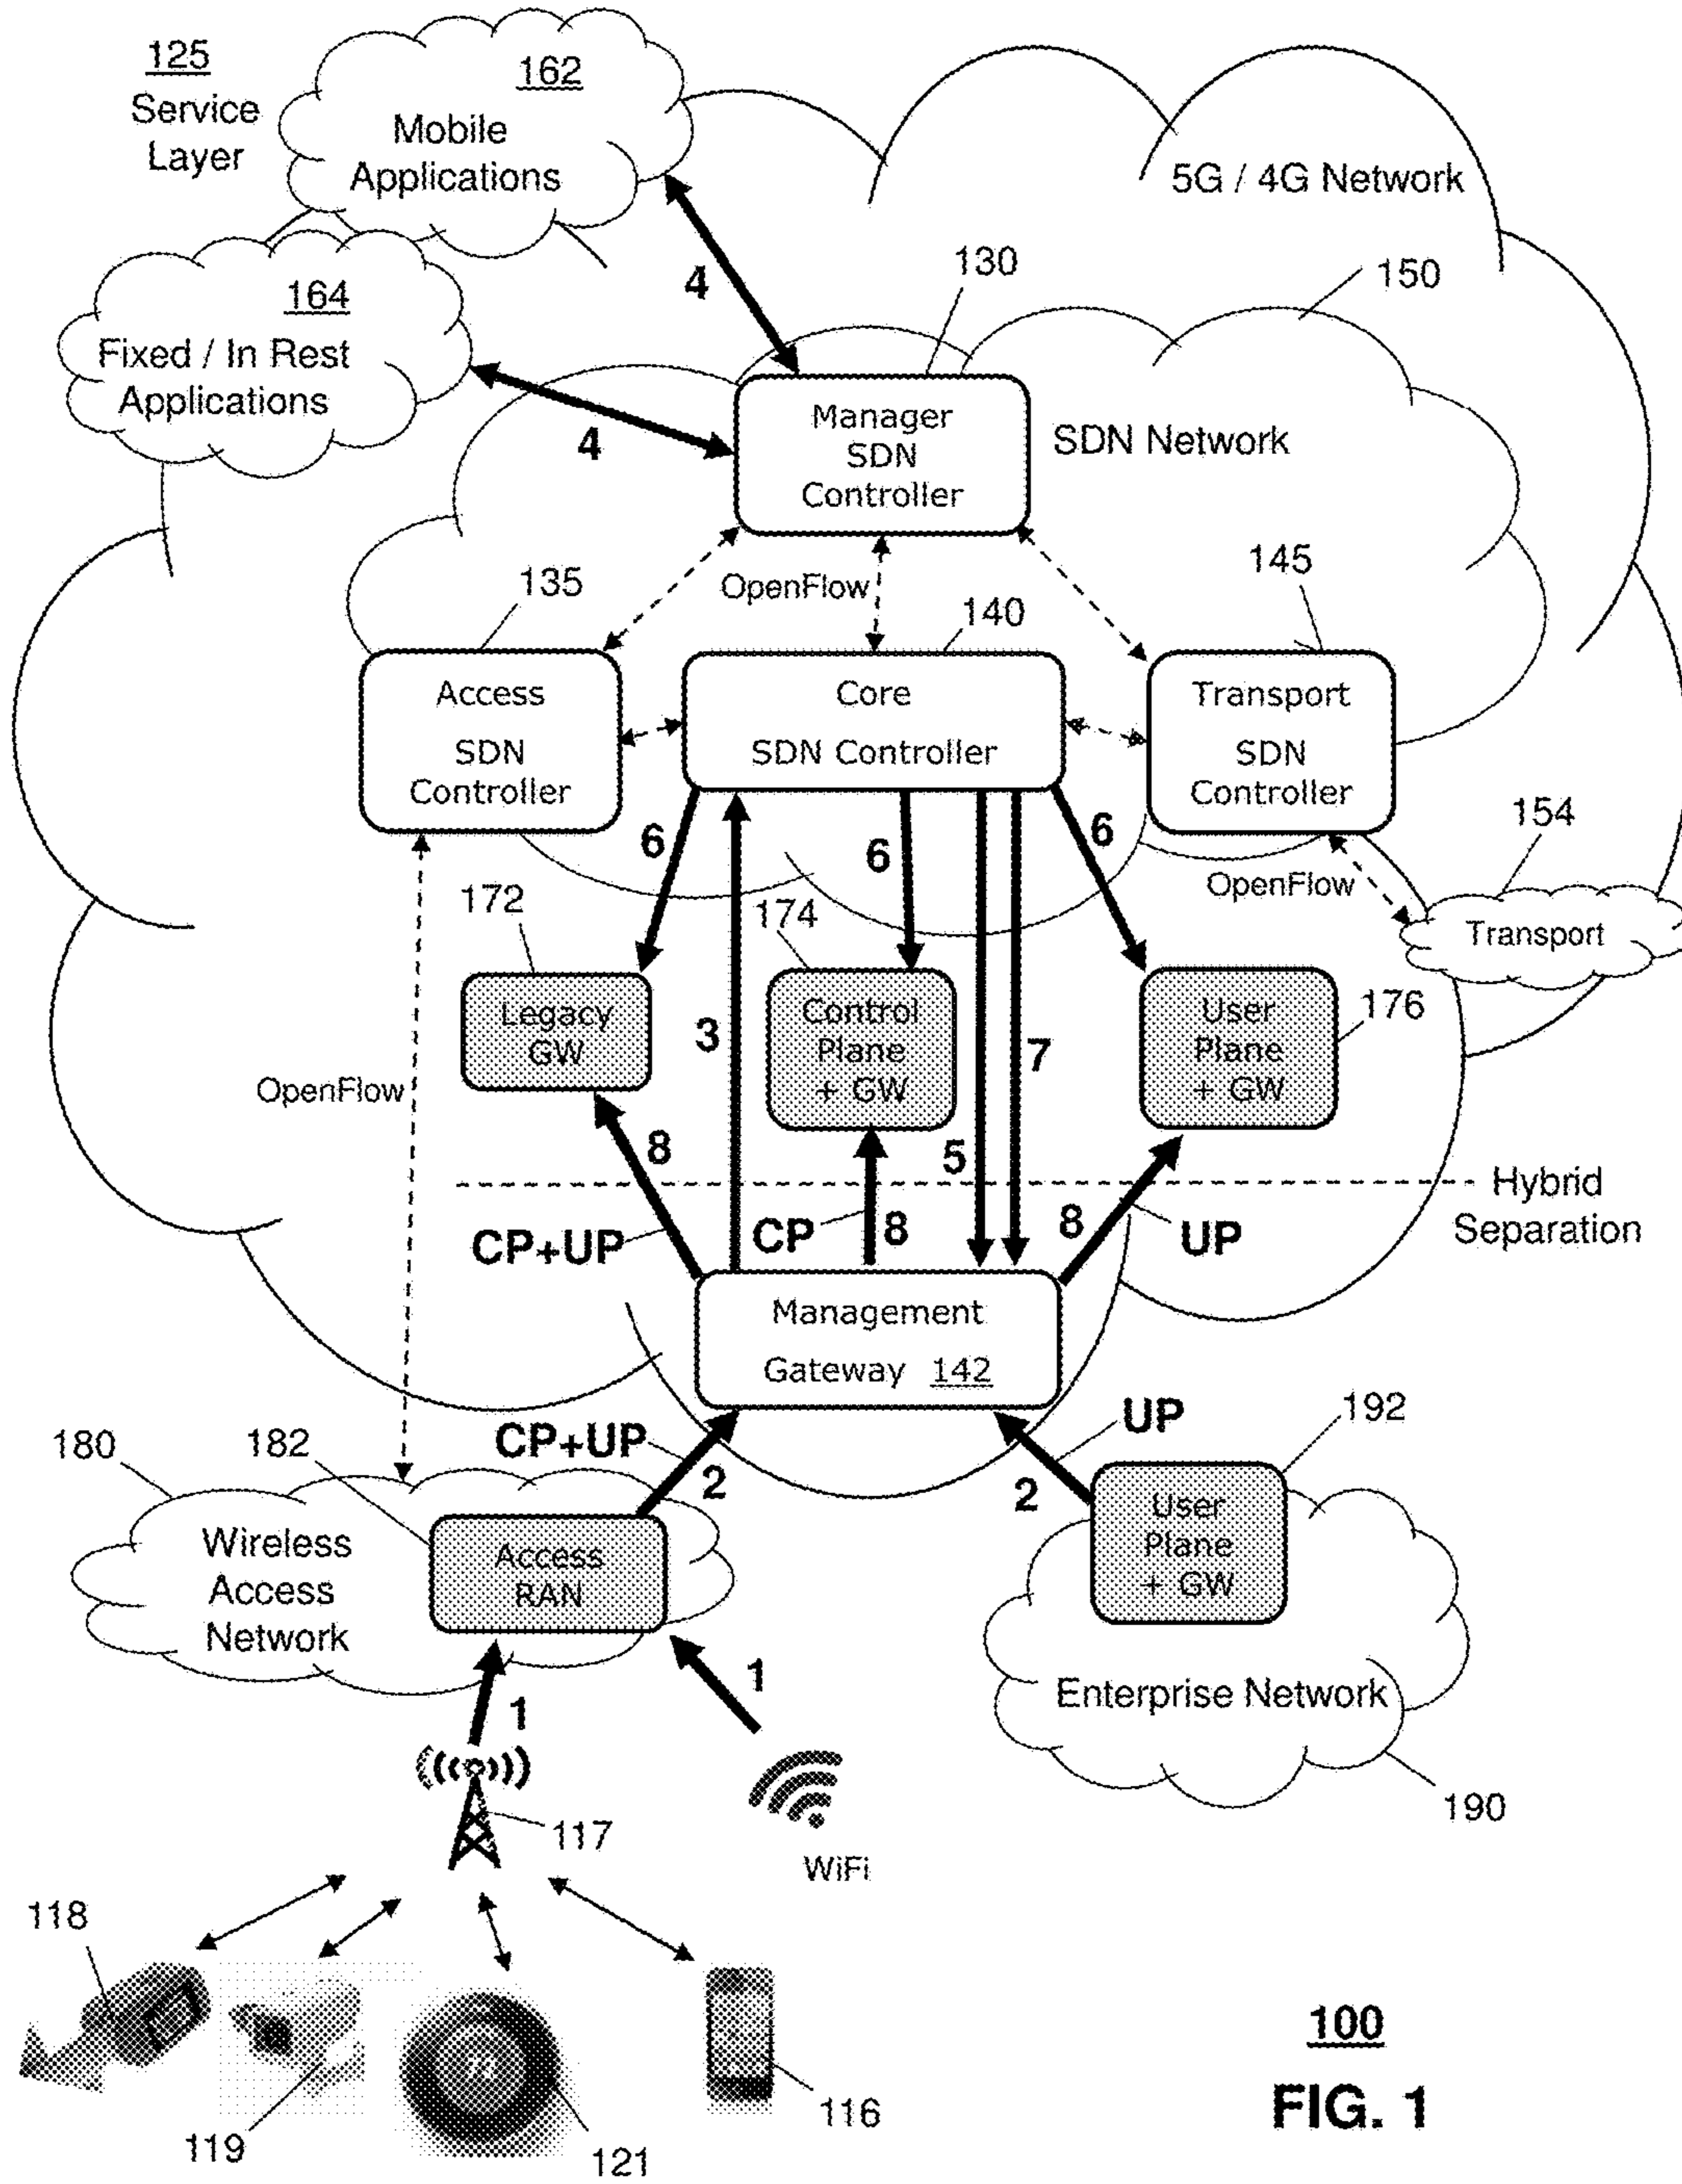 125
Service
Layer
162
Mobile
Applications
5G / 4G Network
164
Fixed / In Rest
Applications
4
4
130
150
Manager
SDN
Controller
SDN Network
135
OpenFlow
140
145
Access
SDN
Controller
Core
SDN Controller
Transport
SDN
Controller
154
6
6
6
OpenFlow
Transport
172
174
176
Legacy
GW
Control
Plane
+ GW
User
Plane
+ GW
3
7
OpenFlow
8
5
Hybrid
Separation
CP+UP
CP
8
8
UP
Management
Gateway 142
180
182
CP+UP
2
UP
2
192
Wireless
Access
Network
Access
RAN
User
Plane
+ GW
Enterprise Network
190
1
1
117
WiFi
118
119
121
116
100
FIG. 1